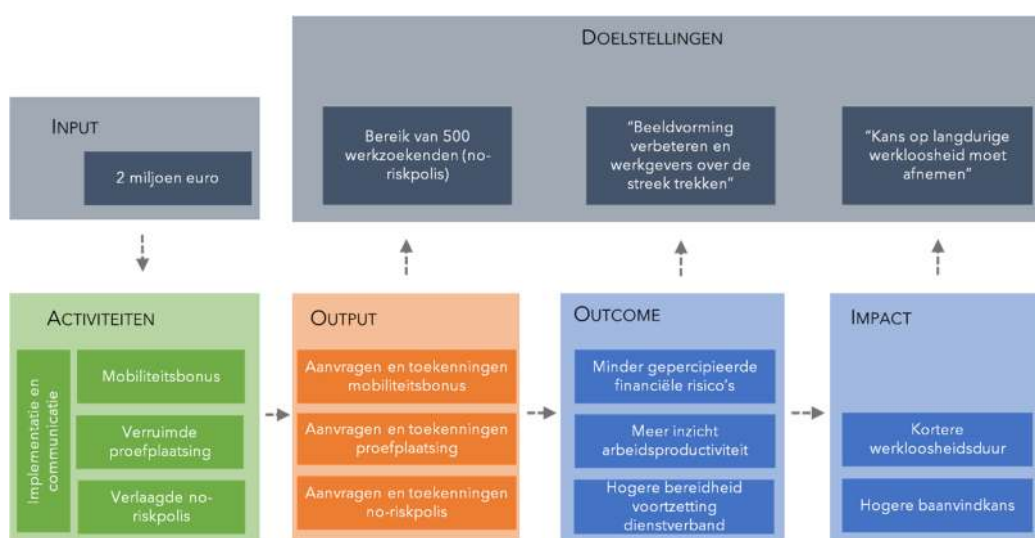 DOELSTELLINGEN
Bereik van 500
werkzoekenden (no-
riskpolis)
“Beeldvorming
verbeteren en
werkgevers over de
streek trekken”
“Kans op langdurige
werkloosheid moet
afnemen”
INPUT
2 miljoen euro
ACTIVITEITEN
Implementatie en
communicatie
Mobiliteitsbonus
Verruimde
proefplaatsing
Verlaagde no-
riskpolis
OUTPUT
Aanvragen en toekenningen
mobiliteitsbonus
Aanvragen en toekenningen
proefplaatsing
Aanvragen en toekenningen
no-riskpolis
OUTCOME
Minder gepercipieerde
financiële risico’s
Meer inzicht
arbeidsproductiviteit
Hogere bereidheid
voortzetting
dienstverband
IMPACT
Kortere
werkloosheidsduur
Hogere baanvindkans